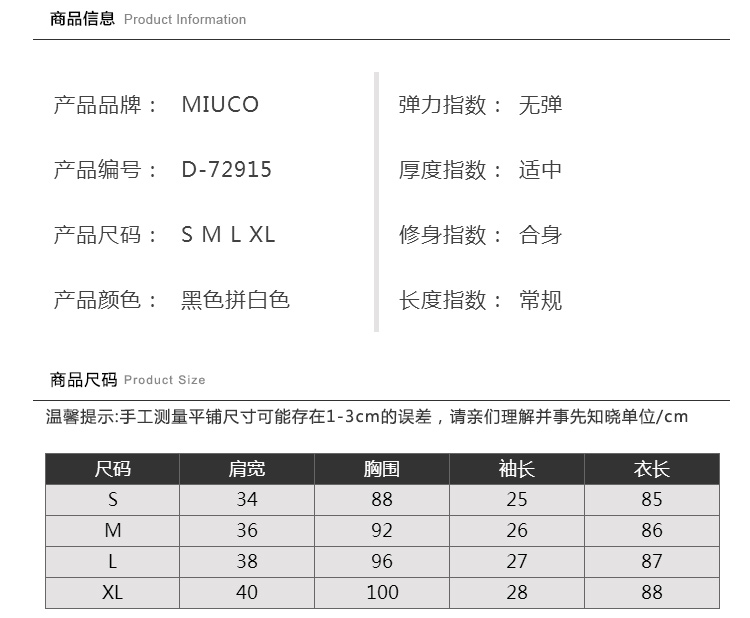 商品信息 Product Information
产品品牌： MIUCO
弹力指数： 无弹
产品编号： D-72915
厚度指数： 适中
产品尺码： S M L XL
修身指数： 合身
产品颜色： 黑色拼白色
长度指数： 常规
商品尺码 Product Size
温馨提示:手工测量平铺尺寸可能存在1-3cm的误差，请亲们理解并事先知晓单位/cm
尺码 肩宽 胸围 袖长 衣长
S 34 88 25 85
M 36 92 26 86
L 38 96 27 87
XL 40 100 28 88